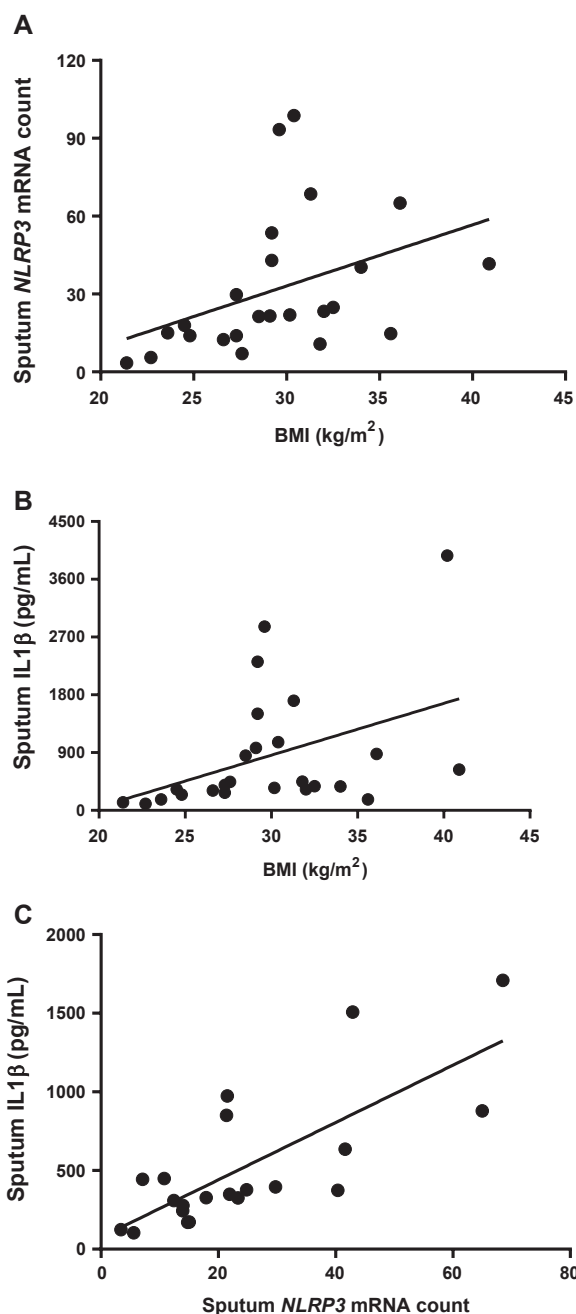 A
Sputum NLRP3 mRNA count
120
90
60
30
0
20 25 30 35 40 45
BMI (kg/m²)
B
Sputum IL1β (pg/mL)
4500
3600
2700
1800
900
0
20 25 30 35 40 45
BMI (kg/m²)
C
Sputum IL1β (pg/mL)
2000
1500
1000
500
0
0 20 40 60 80
Sputum NLRP3 mRNA count